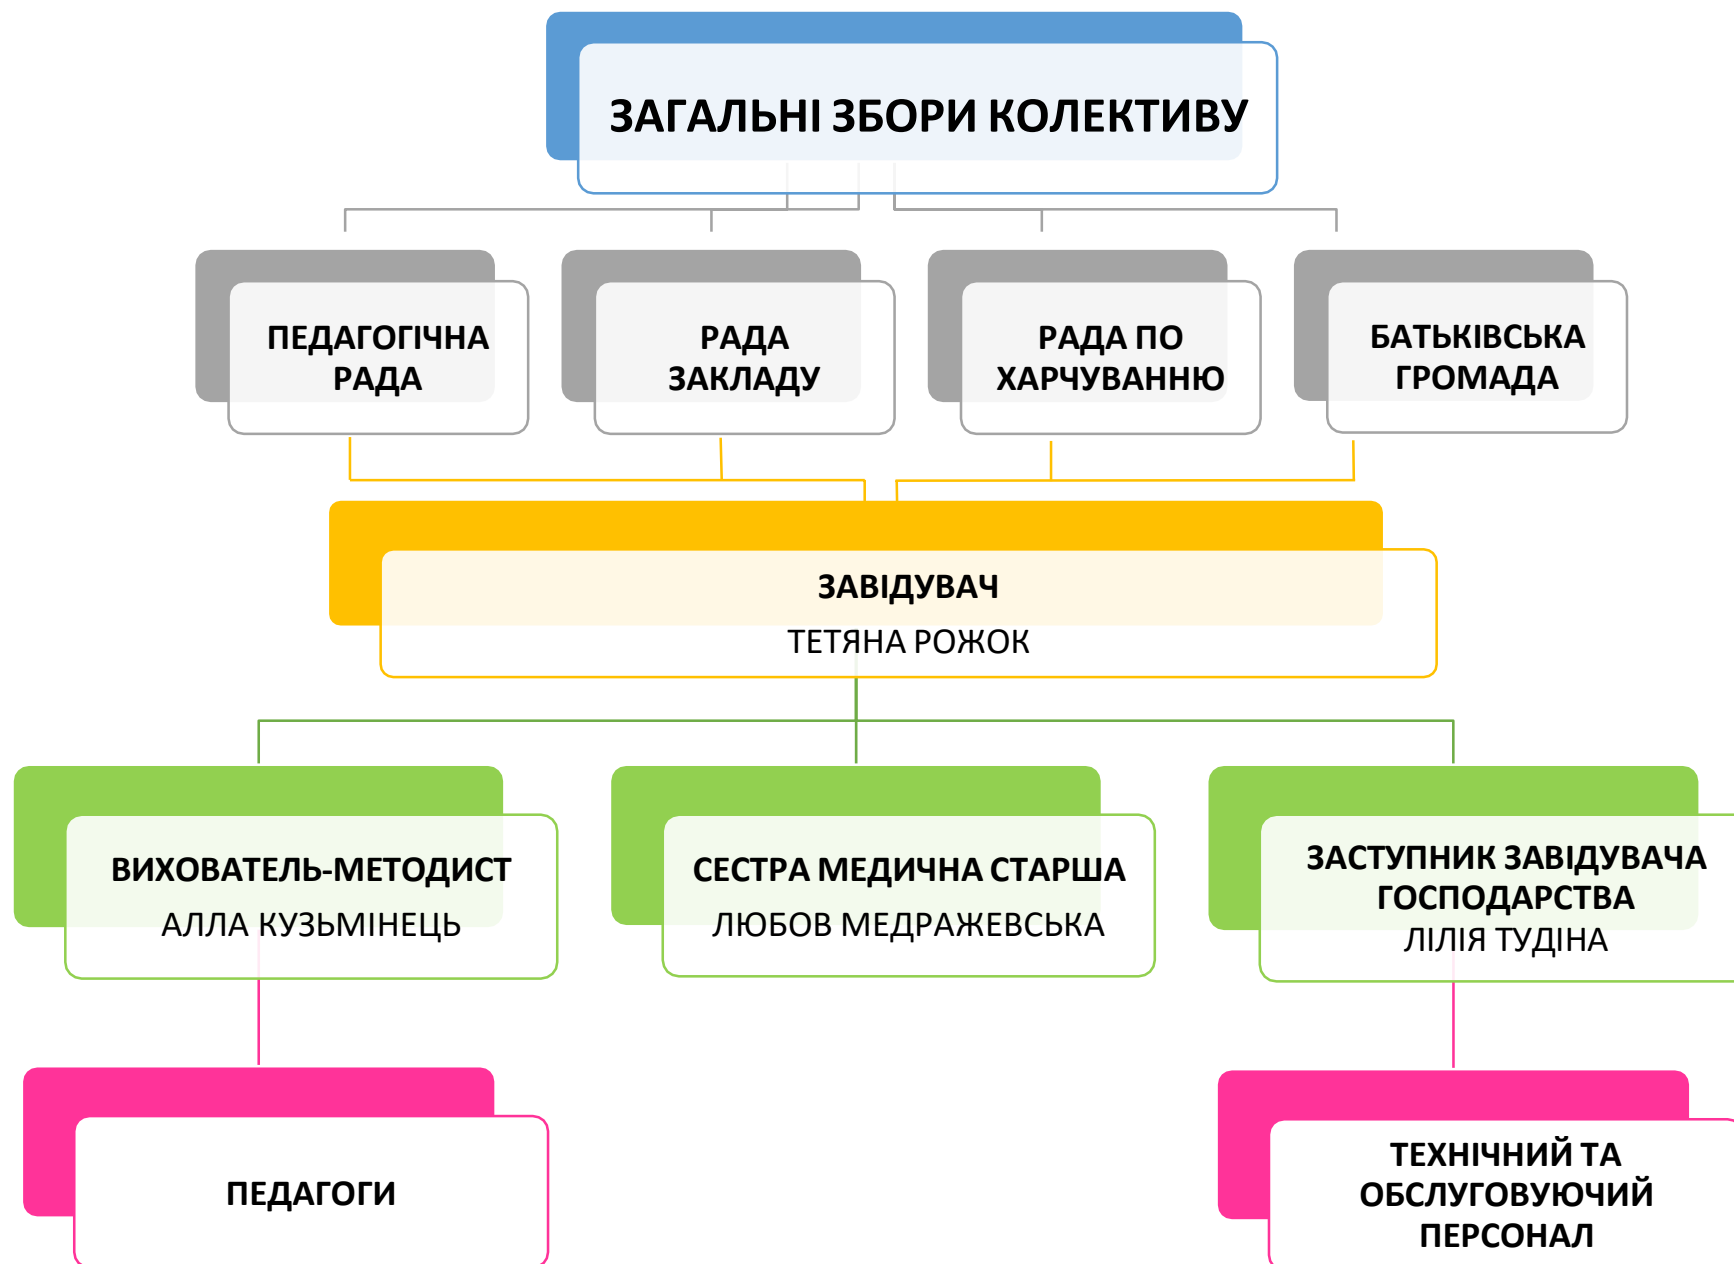 ЗАГАЛЬНІ ЗБОРИ КОЛЕКТИВУ
ПЕДАГОГІЧНА
РАДА
РАДА
ЗАКЛАДУ
РАДА ПО
ХАРЧУВАННЮ
БАТЬКІВСЬКА
ГРОМАДА
ЗАВІДУВАЧ
ТЕТЯНА РОЖОК
ВИХОВАТЕЛЬ-МЕТОДИСТ
АЛЛА КУЗЬМІНЕЦЬ
СЕСТРА МЕДИЧНА СТАРША
ЛЮБОВ МЕДРАЖЕВСЬКА
ЗАСТУПНИК ЗАВІДУВАЧА
ГОСПОДАРСТВА
ЛІЛІЯ ТУДІНА
ПЕДАГОГИ
ТЕХНІЧНИЙ ТА
ОБСЛУГОВУЮЧИЙ
ПЕРСОНАЛ